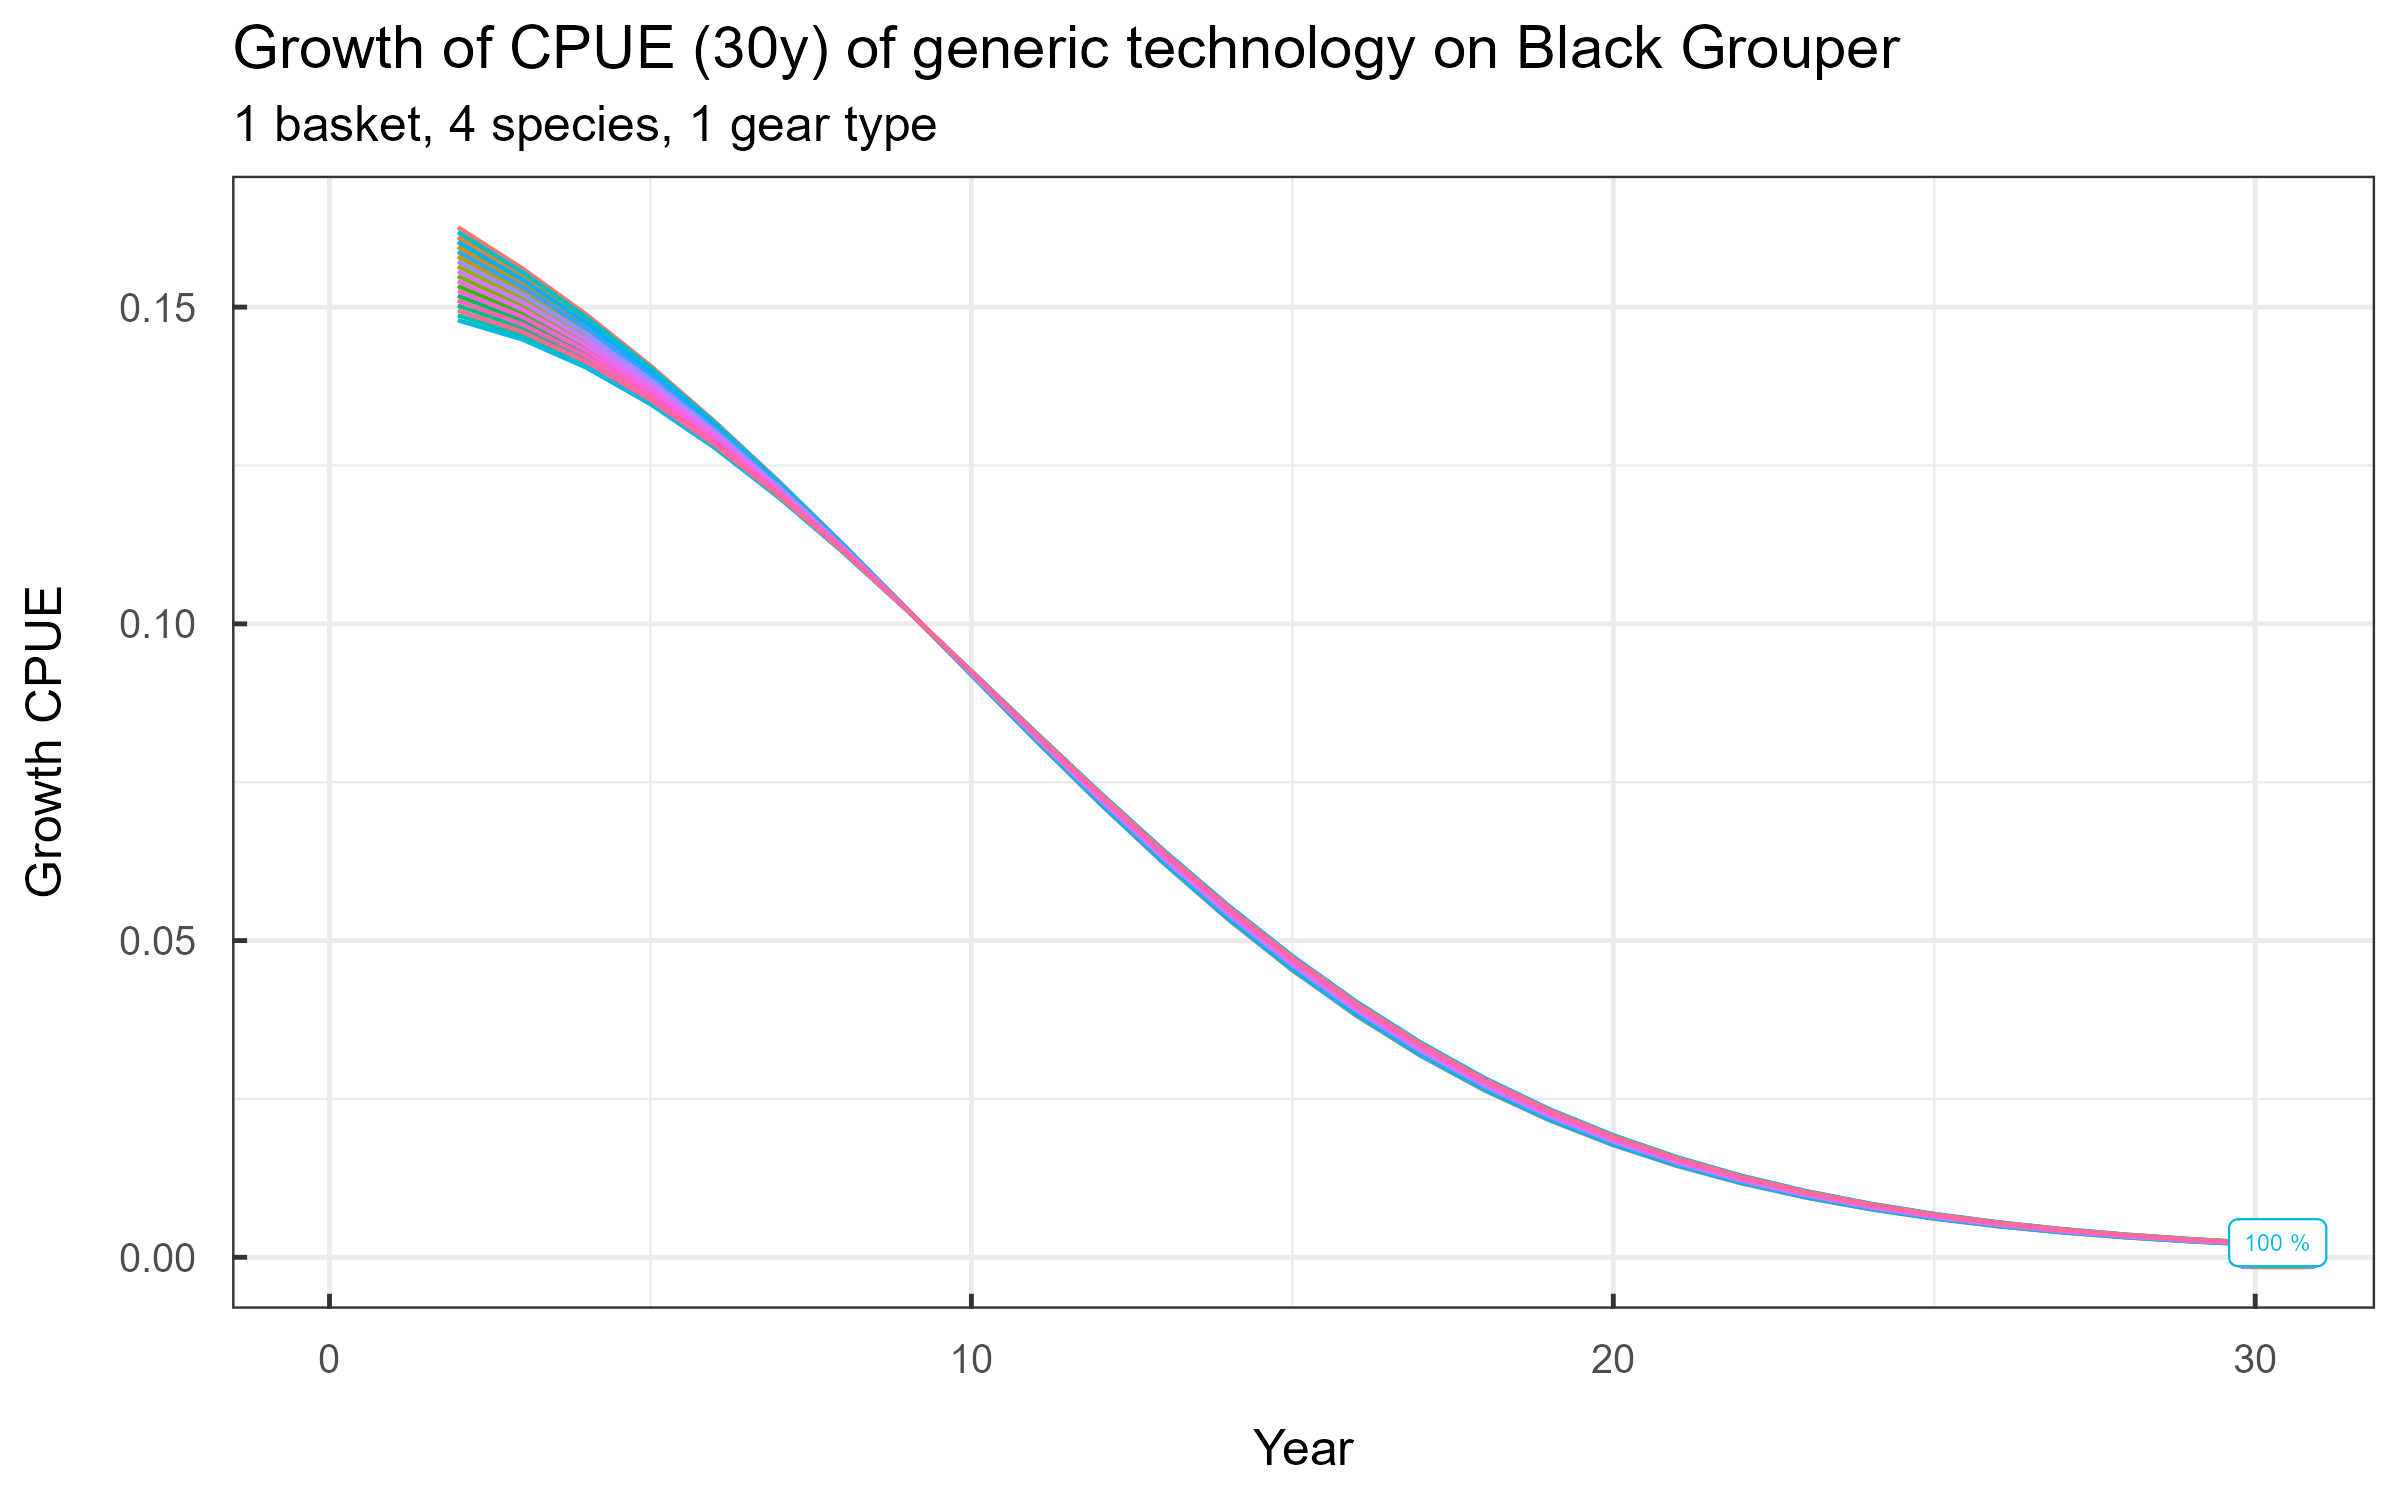 Growth of CPUE (30y) of generic technology on Black Grouper
1 basket, 4 species, 1 gear type
Growth CPUE
0.15
0.10
0.05
0.00
100 %
0
10
20
30
Year